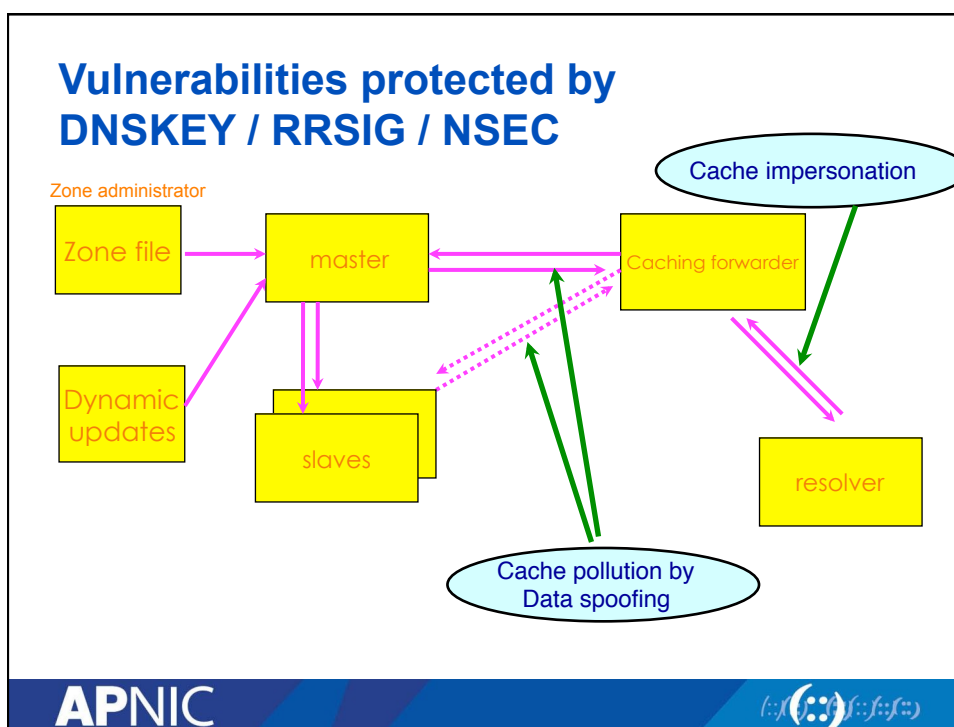 Vulnerabilities protected by
DNSKEY / RRSIG / NSEC
Zone administrator
Cache impersonation
Zone file
master
Caching forwarder
Dynamic
updates
slaves
resolver
Cache pollution by
Data spoofing
APNIC
(::)